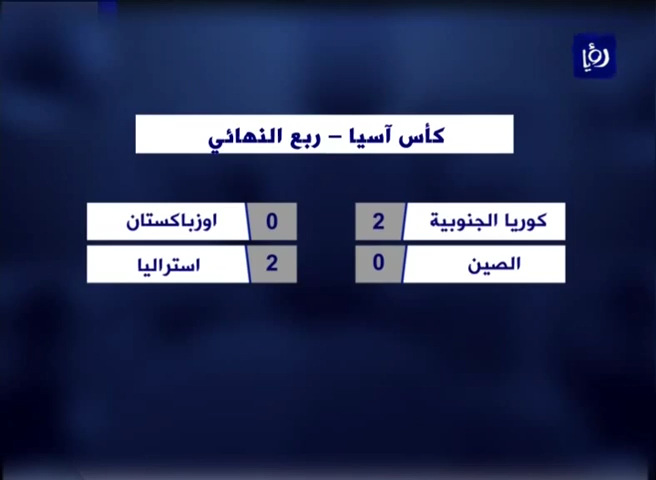 رؤيا
كأس آسيا – ربع النهائي
كوريا الجنوبية 2 0 اوزباكستان
الصين 0 2 استراليا